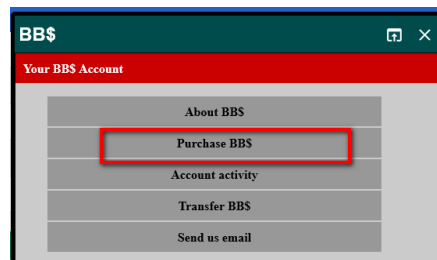 BB$
Your BB$ Account
About BB$
Purchase BB$
Account activity
Transfer BB$
Send us email